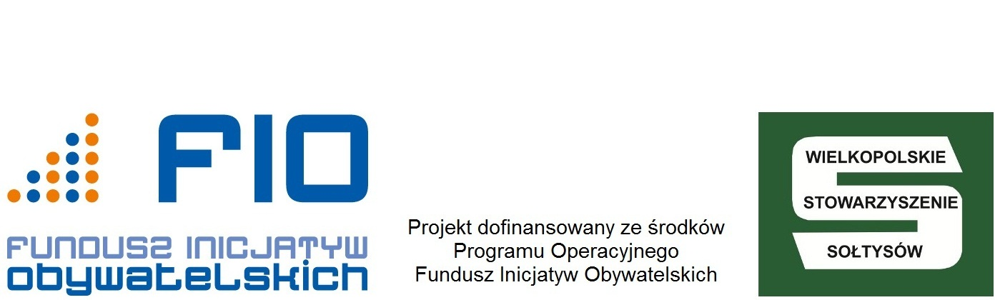 FIO
FUNDUSZ INICJATYW
obywatelskich
Projekt dofinansowany ze środków
Programu Operacyjnego
Fundusz Inicjatyw Obywatelskich
WIELKOPOLSKIE
STOWARZYSZENIE
SOŁTYSÓW